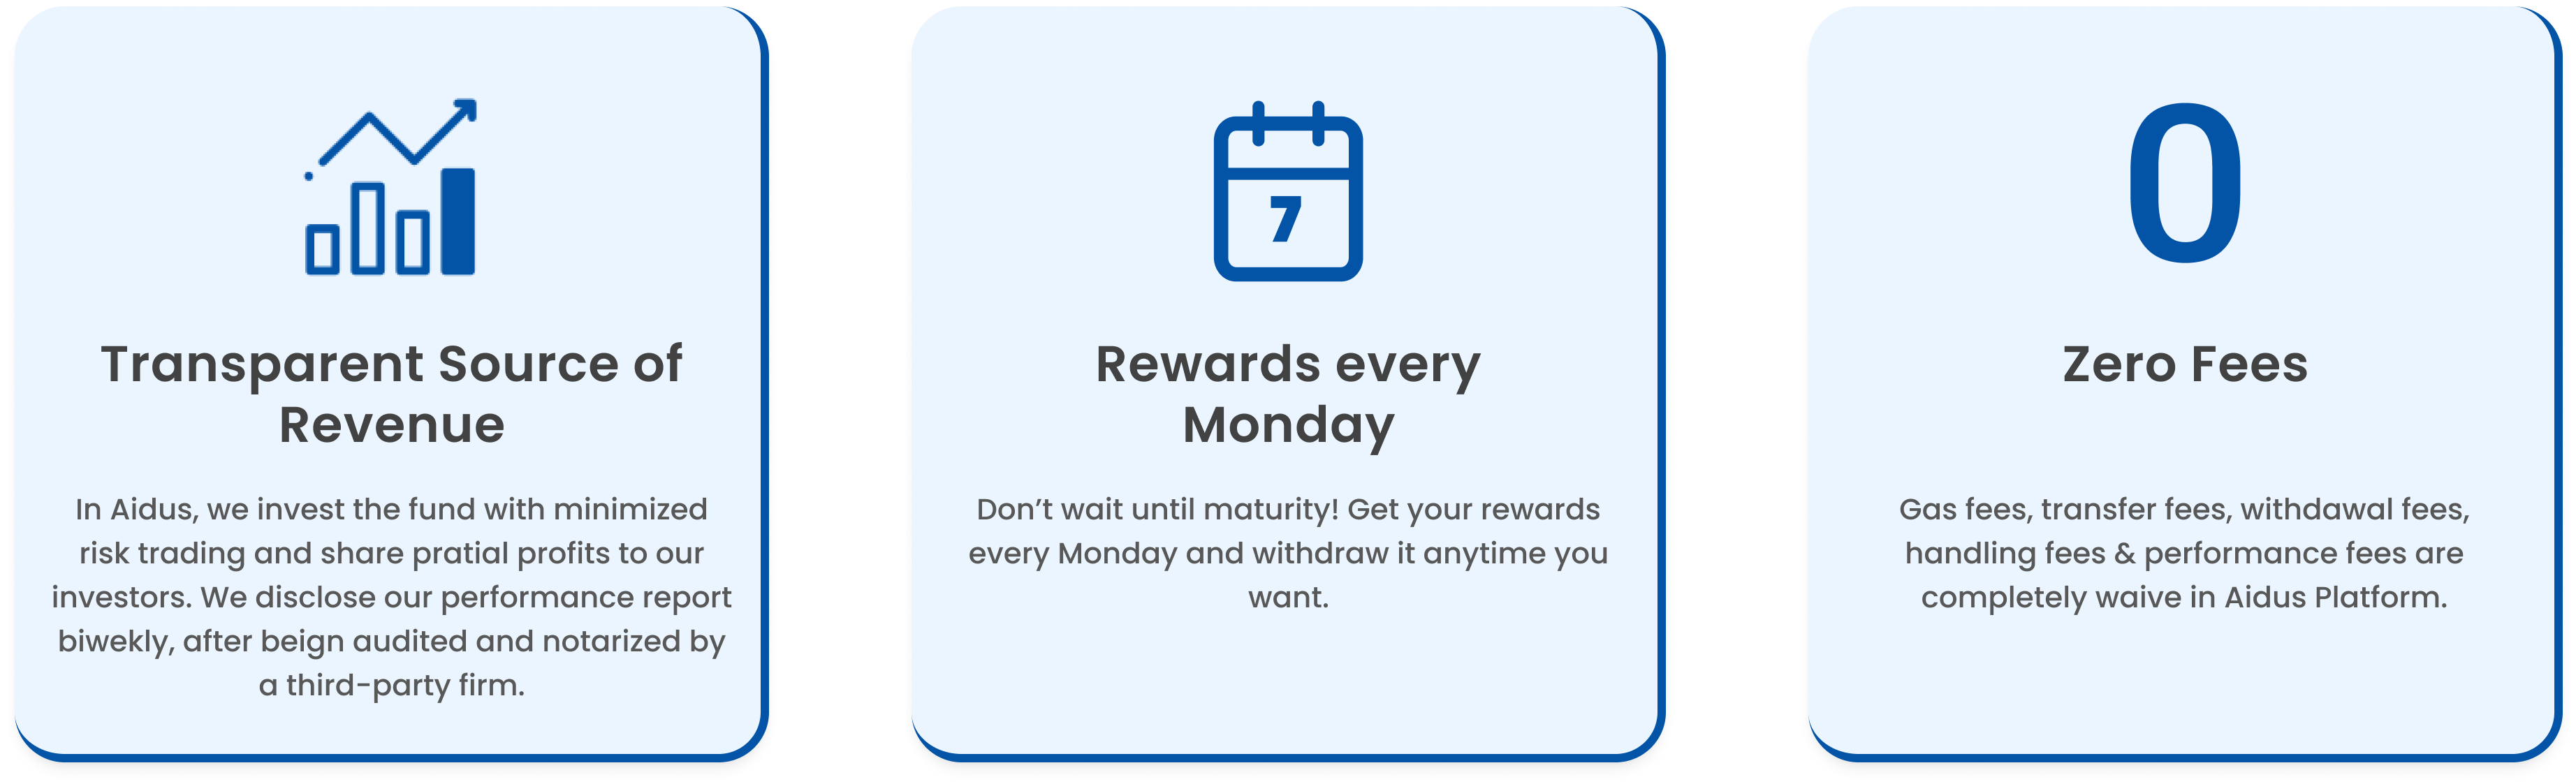 7
0
Transparent Source of
Revenue
In Aidus, we invest the fund with minimized
risk trading and share pratial profits to our
investors. We disclose our performance report
biwekly, after beign audited and notarized by
a third-party firm.
Rewards every
Monday
Don’t wait until maturity! Get your rewards
every Monday and withdraw it anytime you
want.
Zero Fees
Gas fees, transfer fees, withdawal fees,
handling fees & performance fees are
completely waive in Aidus Platform.